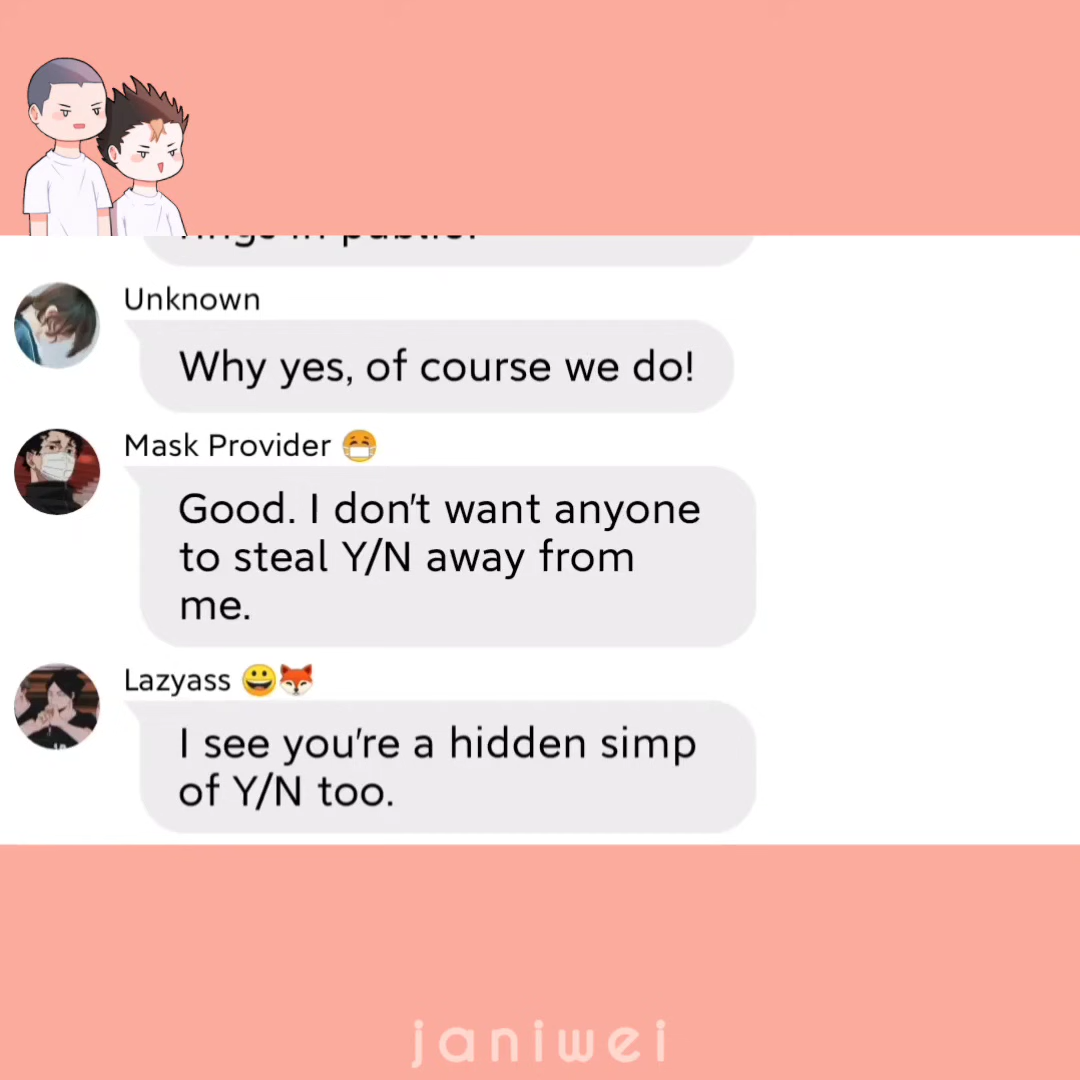 Unknown
Why yes, of course we do!
Mask Provider 😷
Good. I don't want anyone
to steal Y/N away from
me.
Lazyass 😀🦊
I see you're a hidden simp
of Y/N too.
janiwei